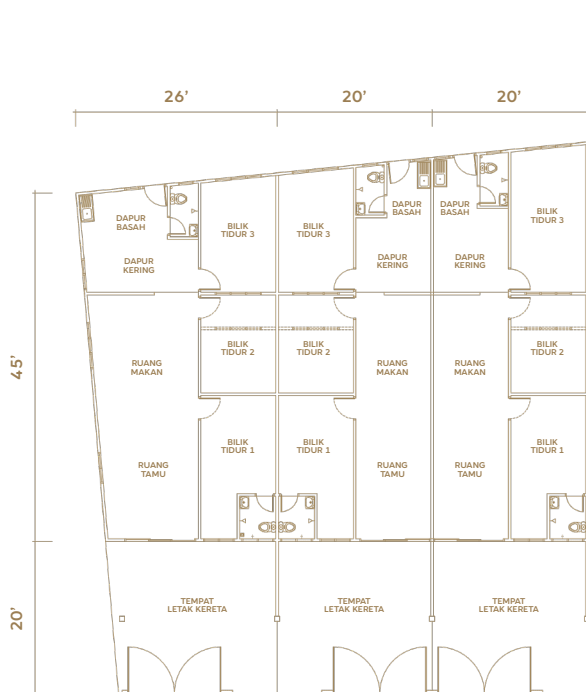 26’
20’
20’
DAPUR
BASAH
BILIK
TIDUR 3
BILIK
TIDUR 3
DAPUR
BASAH
DAPUR
BASAH
BILIK
TIDUR 3
DAPUR
KERING
DAPUR
KERING
DAPUR
KERING
45’
RUANG
MAKAN
BILIK
TIDUR 2
BILIK
TIDUR 2
RUANG
MAKAN
RUANG
MAKAN
BILIK
TIDUR 2
RUANG
TAMU
BILIK
TIDUR 1
BILIK
TIDUR 1
RUANG
TAMU
RUANG
TAMU
BILIK
TIDUR 1
20’
TEMPAT
LETAK KERETA
TEMPAT
LETAK KERETA
TEMPAT
LETAK KERETA